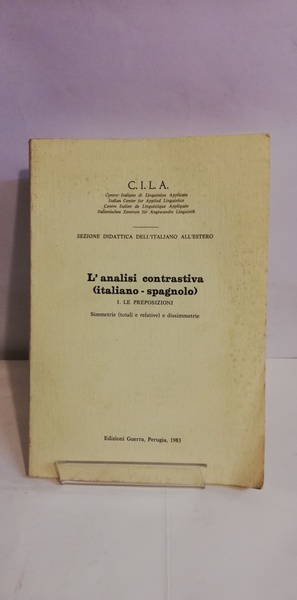 C.I.L.A.
Centro Italiano di Linguistica Applicata
Italian Center for Applied Linguistics
Centre Italien de Linguistique Appliquée
Italienisches Zentrum für Angewandte Linguistik
SEZIONE DIDATTICA DELL'ITALIANO ALL'ESTERO
L'analisi contrastiva
(italiano - spagnolo)
I. LE PREPOSIZIONI
Simmetrie (totali e relative) e dissimmetrie
Edizioni Guerra, Perugia, 1983